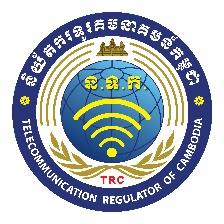 និយ័តករទូរគមនាគមន៍កម្ពុជា
ន.ទ.ក.
TRC
TELECOMMUNICATION REGULATOR OF CAMBODIA